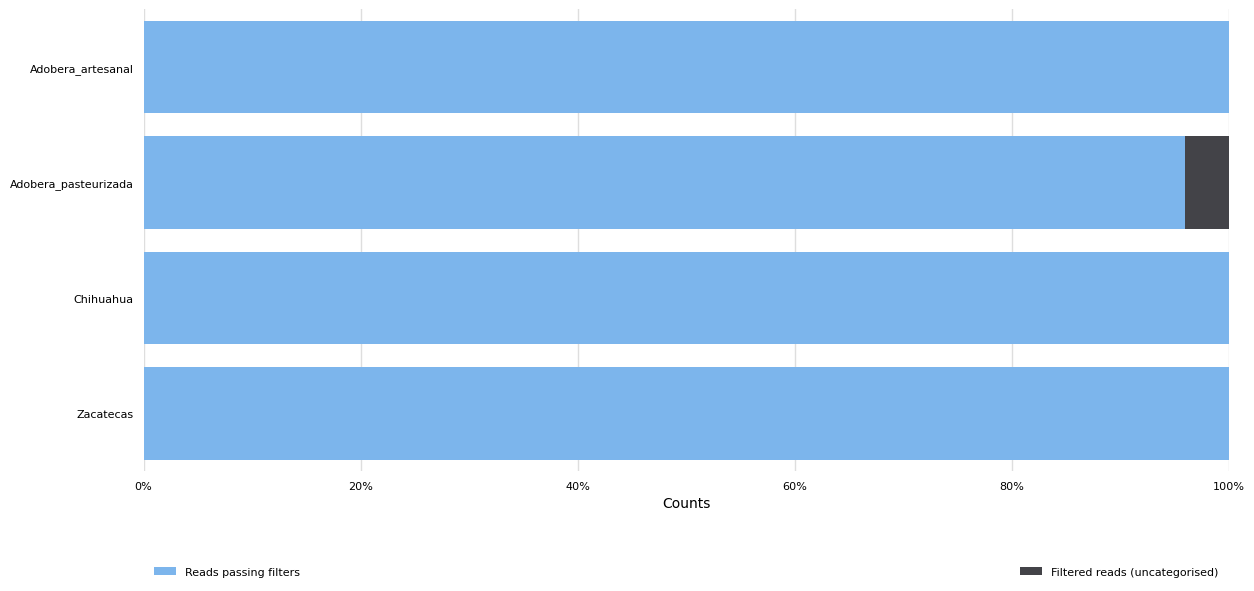 Adobera_artesanal
Adobera_pasteurizada
Chihuahua
Zacatecas
0% 20% 40% 60% 80% 100%
Counts
Reads passing filters Filtered reads (uncategorised)